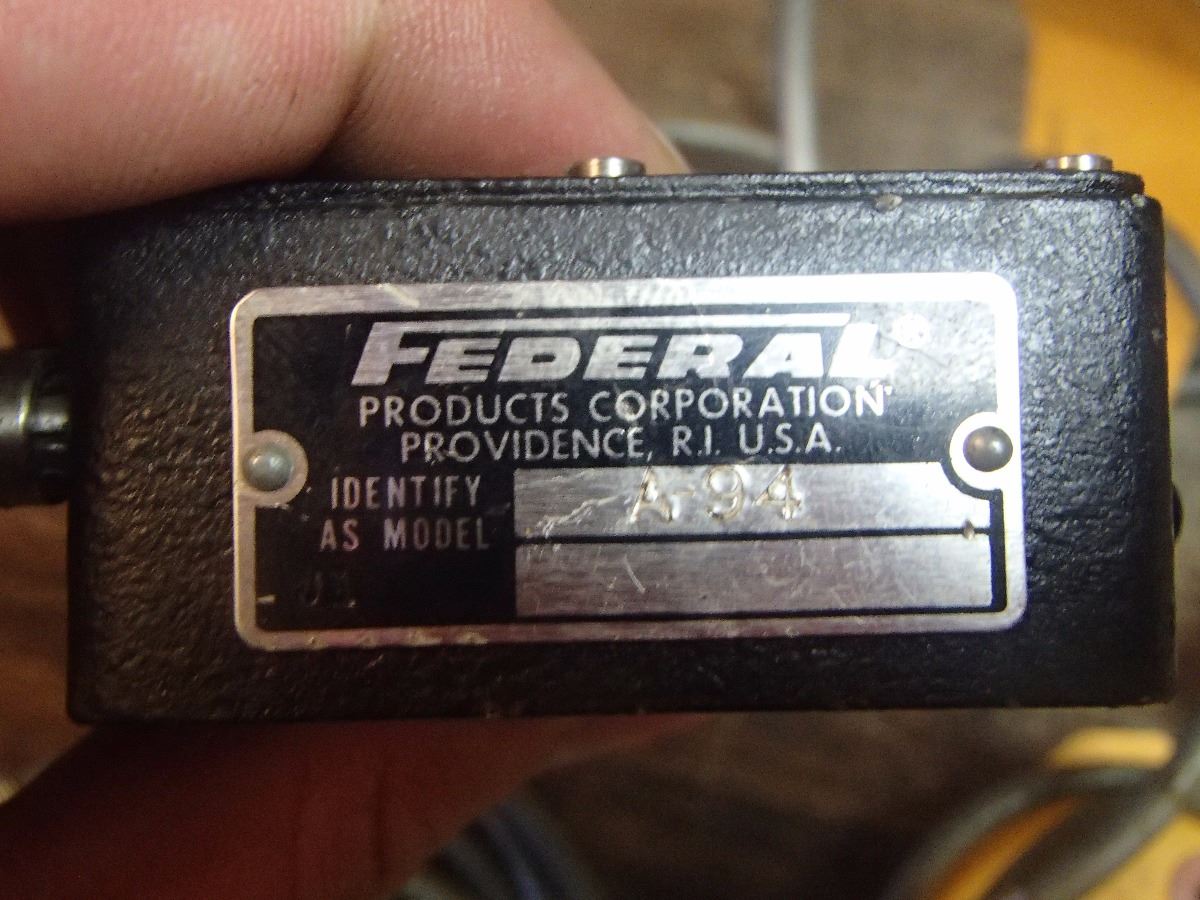 FEDERAL®
PRODUCTS CORPORATION
PROVIDENCE, R.I. U.S.A.
IDENTIFY A-94
AS MODEL